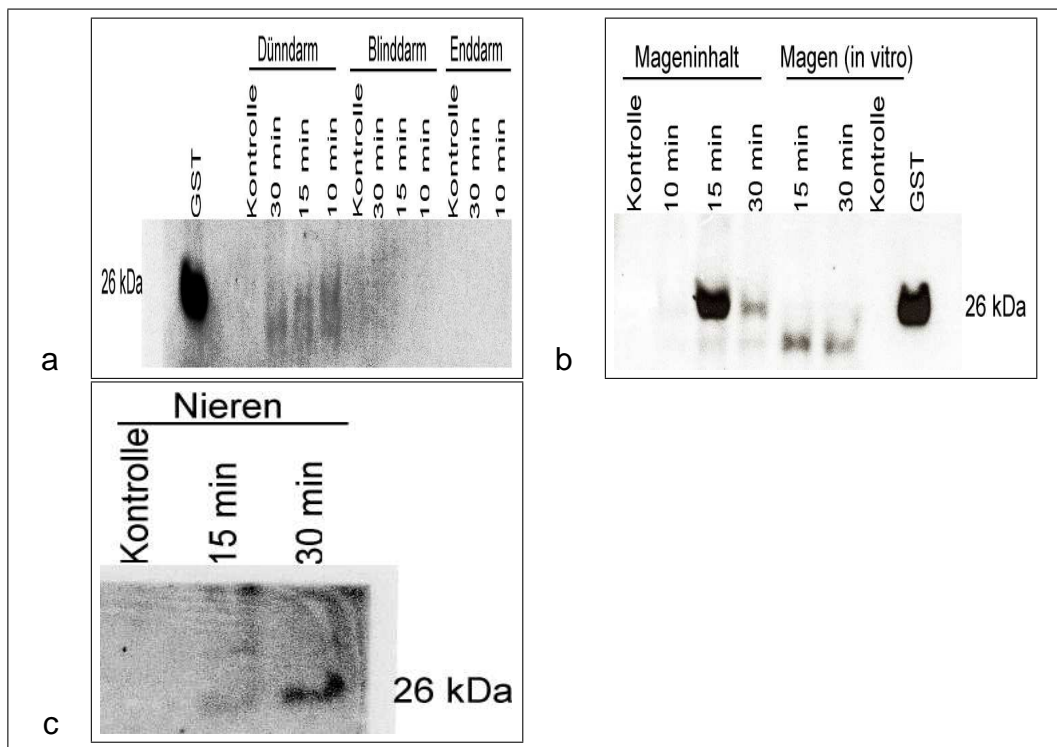 Dünndarm Blinddarm Enddarm
GST Kontrolle 30 min 15 min 10 min Kontrolle 30 min 15 min 10 min Kontrolle 30 min 10 min
26 kDa
a
Mageninhalt Magen (in vitro)
Kontrolle 10 min 15 min 30 min 15 min 30 min Kontrolle GST
26 kDa
b
Nieren
Kontrolle 15 min 30 min
26 kDa
c